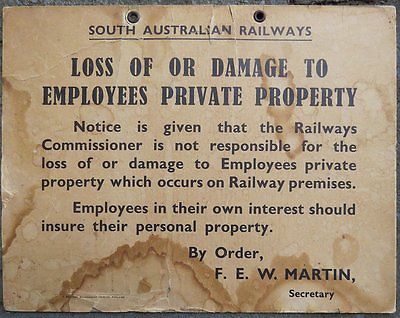 SOUTH AUSTRALIAN RAILWAYS
LOSS OF OR DAMAGE TO
EMPLOYEES PRIVATE PROPERTY
Notice is given that the Railways
Commissioner is not responsible for the
loss of or damage to Employees private
property which occurs on Railway premises.
Employees in their own interest should
insure their personal property.
By Order,
F. E. W. MARTIN,
Secretary